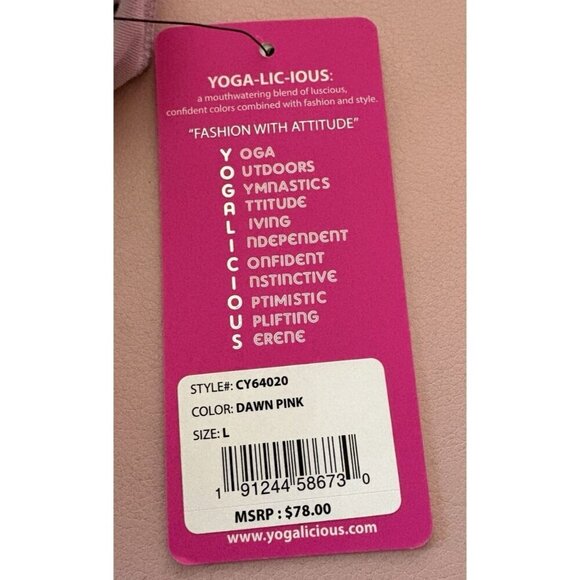 YOGA-LIC-IOUS:
a mouthwatering blend of luscious,
confident colors combined with fashion and style.
"FASHION WITH ATTITUDE"
YOGA
OUTDOORS
GYMNASTICS
ATTITUDE
LIVING
INDEPENDENT
CONFIDENT
INSTINCTIVE
OPTIMISTIC
UPLIFTING
SERENE
STYLE#: CY64020
COLOR: DAWN PINK
SIZE: L
1 91244 58673 0
MSRP : $78.00
www.yogalicious.com